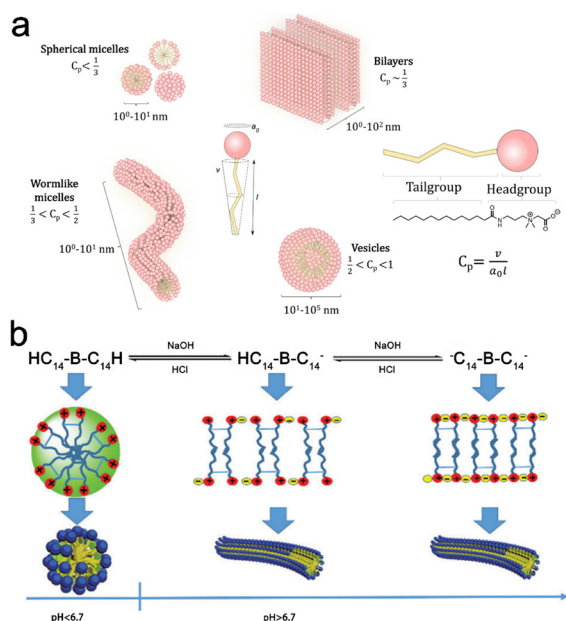 a
Spherical micelles
Cp < 1/3
10⁰-10¹ nm
Bilayers
Cp ~ 1/3
10⁰-10² nm
a₀
v
l
Wormlike
micelles
1/3 < Cp < 1/2
10⁰-10¹ nm
Vesicles
1/2 < Cp <1
10¹-10⁵ nm
Tailgroup
Headgroup
O
N
H
N⁺
O
O⊖
Cp = v/a₀l
b
HC₁₄-B-C₁₄H
NaOH
HCl
HC₁₄-B-C₁₄⁻
NaOH
HCl
⁻C₁₄-B-C₁₄⁻
pH<6.7
pH>6.7